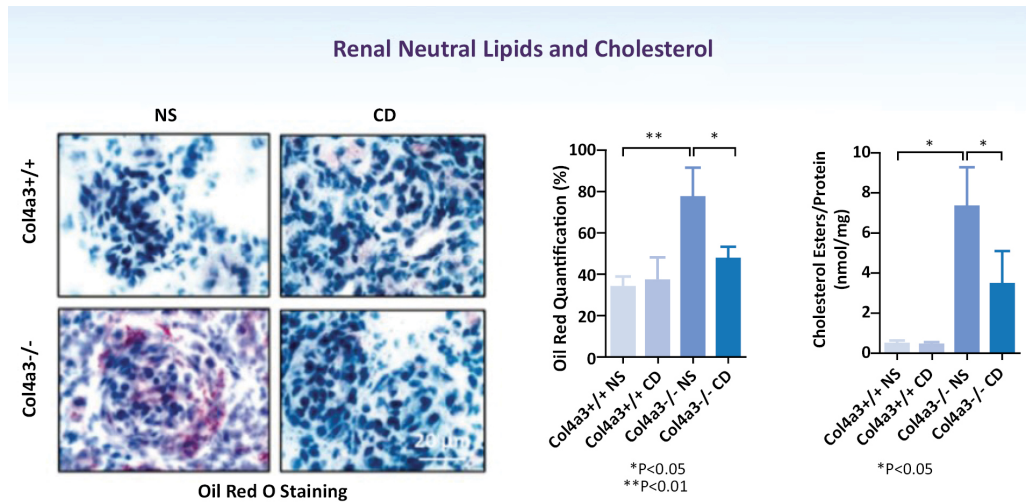 Renal Neutral Lipids and Cholesterol
NS
CD
Col4a3+/+
Col4a3-/-
20 µm
Oil Red O Staining
Oil Red Quantification (%)
100
80
60
40
20
0
**
*
Col4a3+/+ NS
Col4a3+/+ CD
Col4a3-/- NS
Col4a3-/- CD
*P<0.05
**P<0.01
Cholesterol Esters/Protein
(nmol/mg)
10
8
6
4
2
0
*
*
Col4a3+/+ NS
Col4a3+/+ CD
Col4a3-/- NS
Col4a3-/- CD
*P<0.05